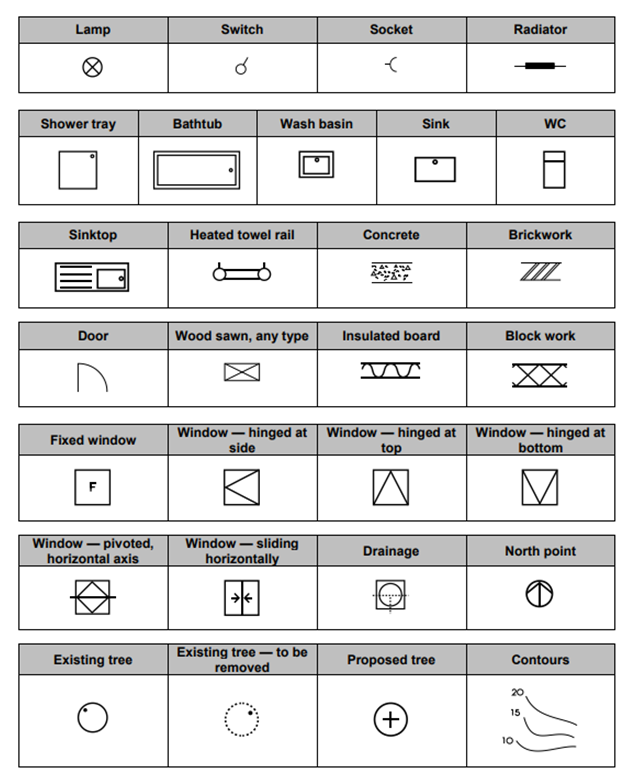 Lamp
Switch
Socket
Radiator
Shower tray
Bathtub
Wash basin
Sink
WC
Sinktop
Heated towel rail
Concrete
Brickwork
Door
Wood sawn, any type
Insulated board
Block work
Fixed window
Window — hinged at
side
Window — hinged at
top
Window — hinged at
bottom
F
Window — pivoted,
horizontal axis
Window — sliding
horizontally
Drainage
North point
Existing tree
Existing tree — to be
removed
Proposed tree
Contours
20
15
10